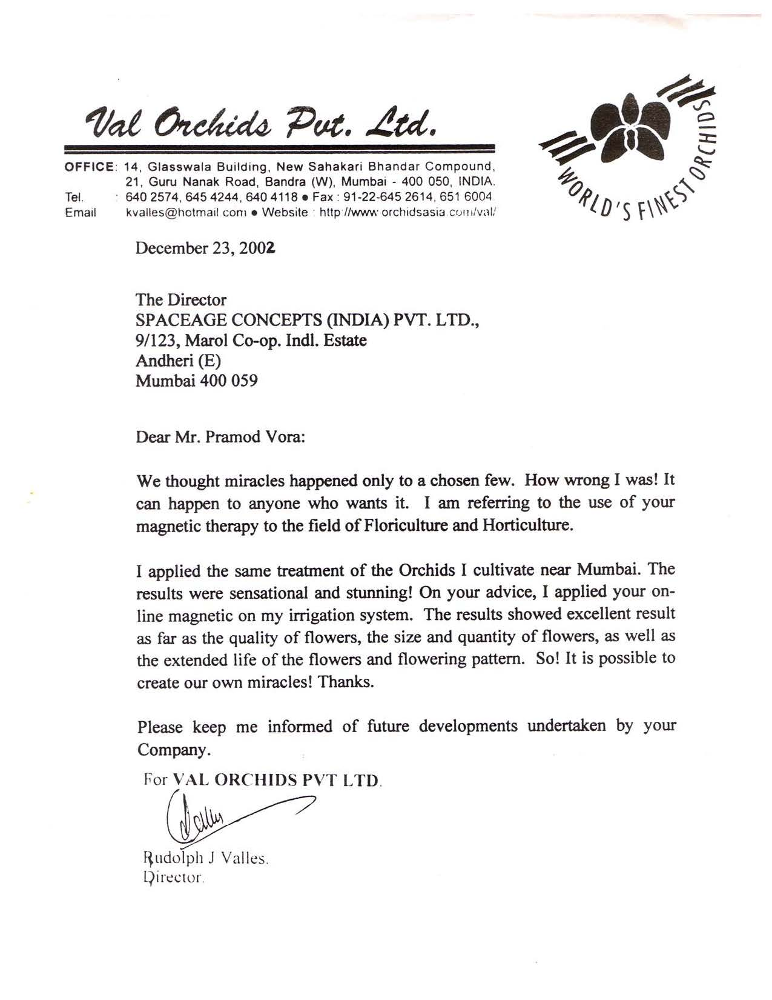 Val Orchids Pvt. Ltd.
WORLD'S FINEST ORCHIDS
OFFICE: 14, Glasswala Building, New Sahakari Bhandar Compound,
21, Guru Nanak Road, Bandra (W), Mumbai - 400 050, INDIA.
Tel. : 640 2574, 645 4244, 640 4118 ● Fax : 91-22-645 2614, 651 6004
Email kvalles@hotmail com ● Website : http://www.orchidsasia.com/val/
December 23, 2002
The Director
SPACEAGE CONCEPTS (INDIA) PVT. LTD.,
9/123, Marol Co-op. Indl. Estate
Andheri (E)
Mumbai 400 059
Dear Mr. Pramod Vora:
We thought miracles happened only to a chosen few. How wrong I was! It
can happen to anyone who wants it. I am referring to the use of your
magnetic therapy to the field of Floriculture and Horticulture.
I applied the same treatment of the Orchids I cultivate near Mumbai. The
results were sensational and stunning! On your advice, I applied your on-
line magnetic on my irrigation system. The results showed excellent result
as far as the quality of flowers, the size and quantity of flowers, as well as
the extended life of the flowers and flowering pattern. So! It is possible to
create our own miracles! Thanks.
Please keep me informed of future developments undertaken by your
Company.
For VAL ORCHIDS PVT LTD.
Rudolph J Valles.
Director.